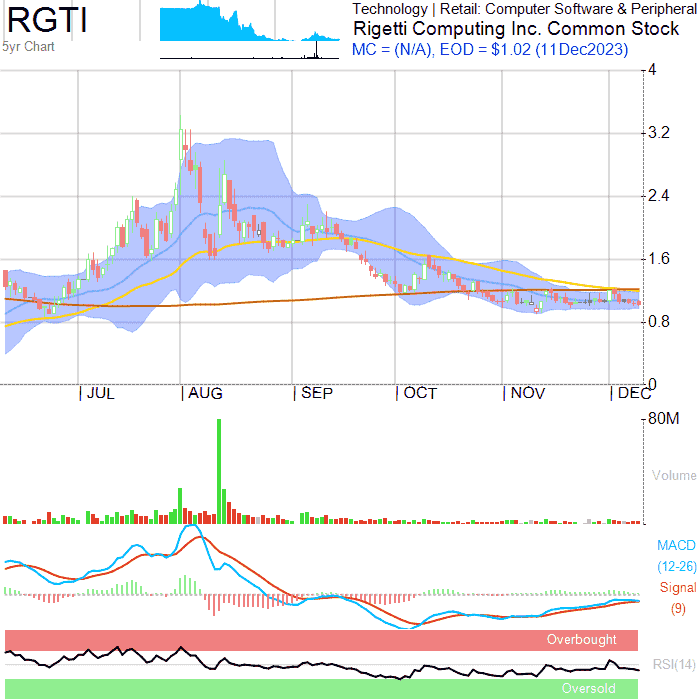 RGTI
5yr Chart
Technology | Retail: Computer Software & Peripheral
Rigetti Computing Inc. Common Stock
MC = (N/A), EOD = $1.02 (11Dec2023)
4
3.2
2.4
1.6
0.8
0
JUL
AUG
SEP
OCT
NOV
DEC
80M
Volume
MACD
(12-26)
Signal
(9)
Overbought
RSI(14)
Oversold